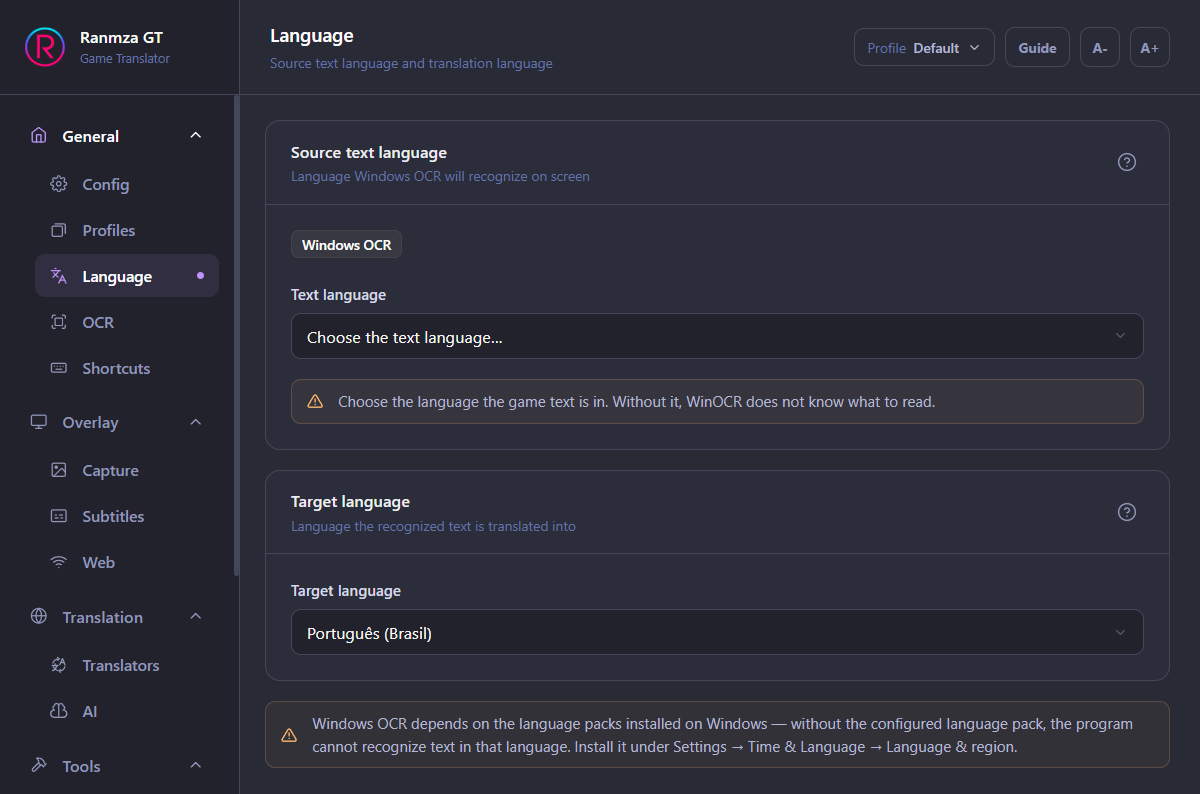 Ranmza GT
Game Translator
General
Config
Profiles
Language
OCR
Shortcuts
Overlay
Capture
Subtitles
Web
Translation
Translators
AI
Tools
Language
Source text language and translation language
Profile Default
Guide
A-
A+
Source text language
Language Windows OCR will recognize on screen
?
Windows OCR
Text language
Choose the text language...
Choose the language the game text is in. Without it, WinOCR does not know what to read.
Target language
Language the recognized text is translated into
?
Target language
Português (Brasil)
Windows OCR depends on the language packs installed on Windows — without the configured language pack, the program
cannot recognize text in that language. Install it under Settings → Time & Language → Language & region.